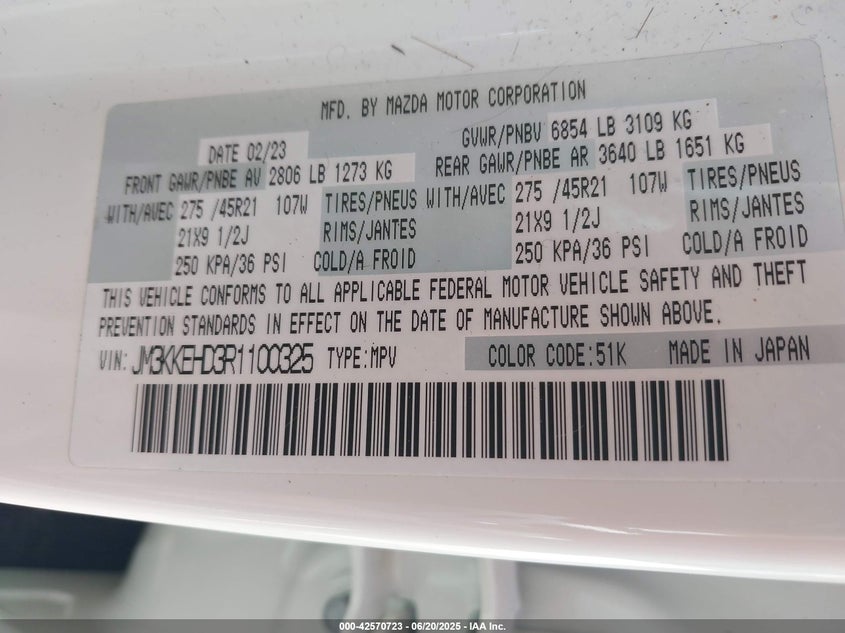 MFD. BY MAZDA MOTOR CORPORATION
DATE 02/23 GVWR/PNBV 6854 LB 3109 KG
FRONT GAWR/PNBE AV 2806 LB 1273 KG REAR GAWR/PNBE AR 3640 LB 1651 KG
WITH/AVEC 275 /45R21 107W TIRES/PNEUS WITH/AVEC 275 /45R21 107W TIRES/PNEUS
21X9 1/2J RIMS/JANTES 21X9 1/2J RIMS/JANTES
250 KPA/36 PSI COLD/A FROID 250 KPA/36 PSI COLD/A FROID
THIS VEHICLE CONFORMS TO ALL APPLICABLE FEDERAL MOTOR VEHICLE SAFETY AND THEFT
PREVENTION STANDARDS IN EFFECT ON THE DATE OF MANUFACTURE SHOWN ABOVE.
VIN: JM3KKEHD3R1100325 TYPE:MPV COLOR CODE:51K MADE IN JAPAN
000-42570723 - 06/20/2025 - IAA Inc.